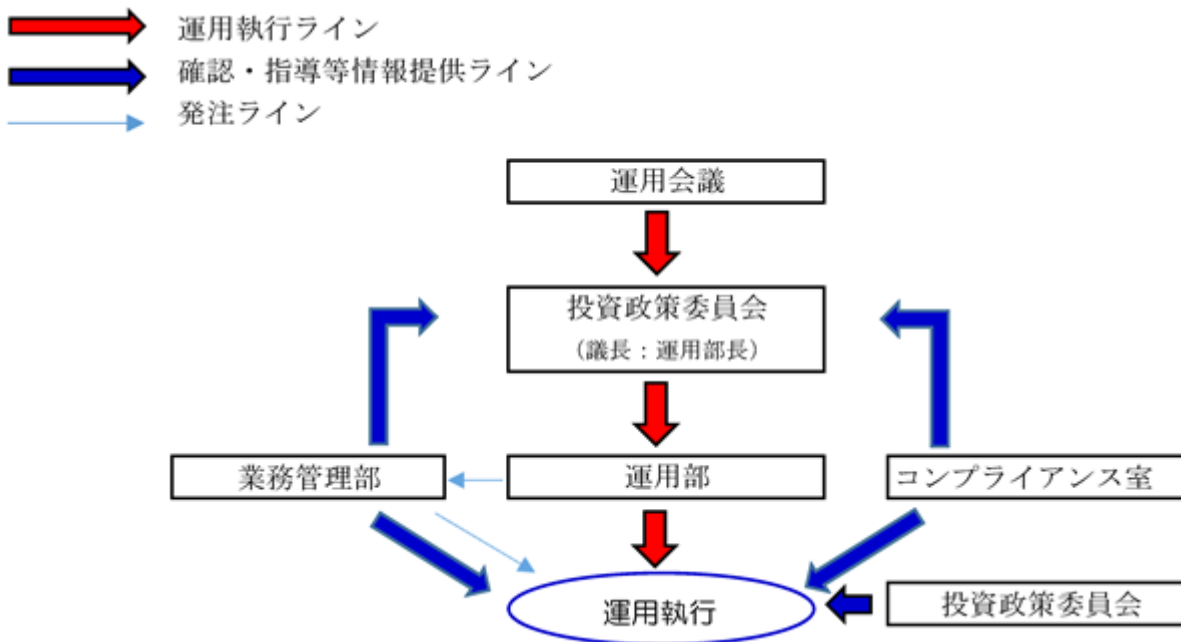 運用執行ライン
確認・指導等情報提供ライン
発注ライン
運用会議
投資政策委員会
（議長：運用部長）
業務管理部
運用部
コンプライアンス室
運用執行
投資政策委員会